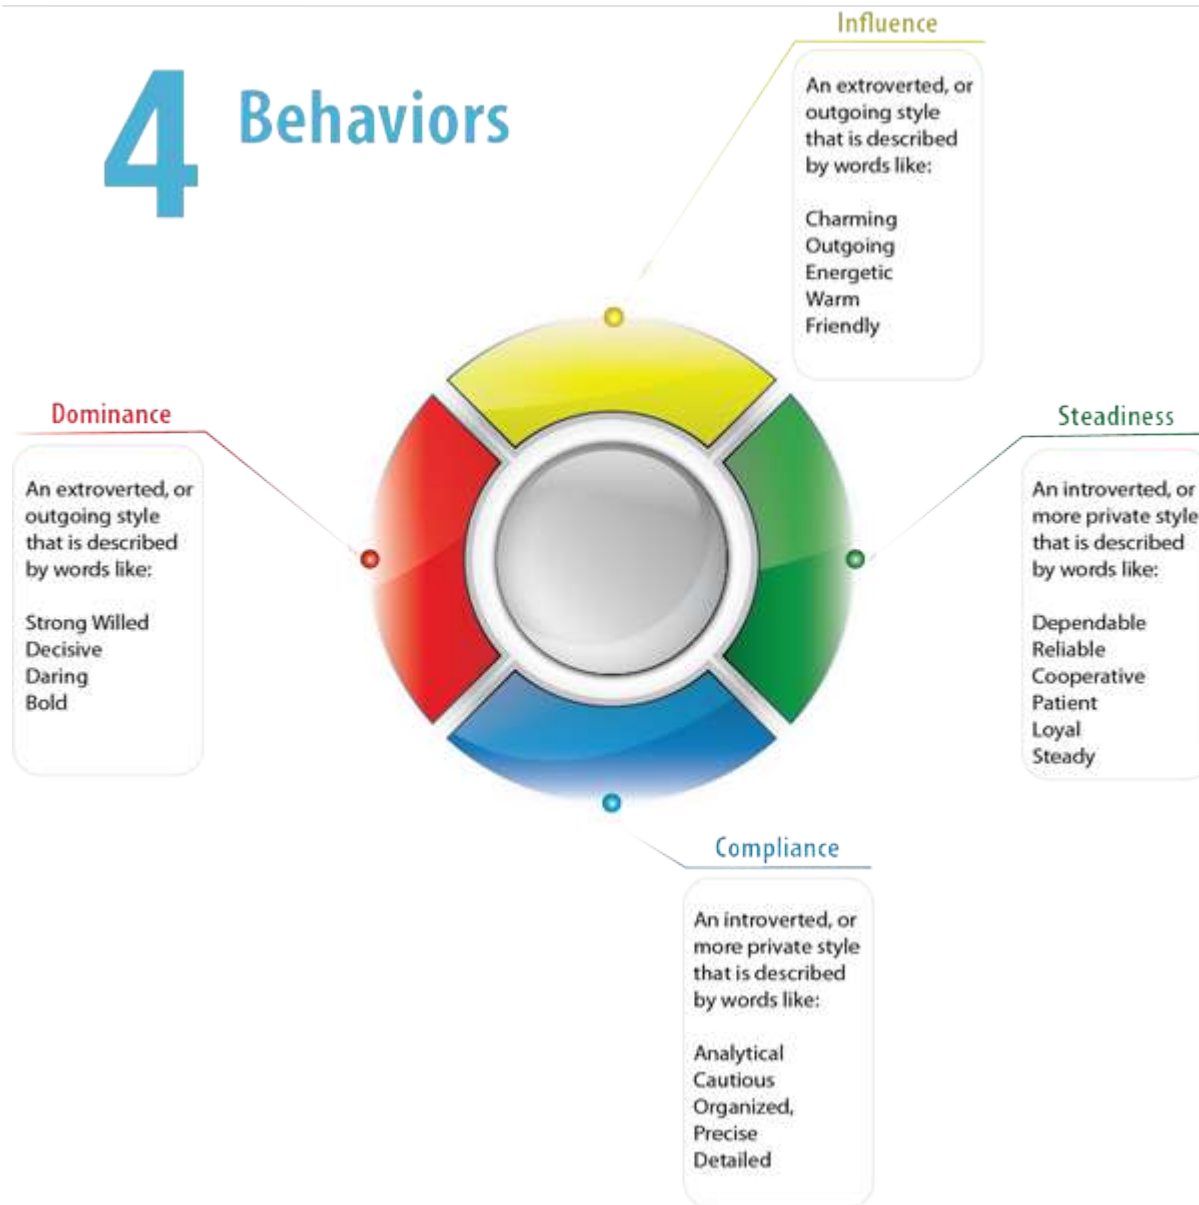 4 Behaviors
Influence
An extroverted, or
outgoing style
that is described
by words like:
Charming
Outgoing
Energetic
Warm
Friendly
Dominance
An extroverted, or
outgoing style
that is described
by words like:
Strong Willed
Decisive
Daring
Bold
Steadiness
An introverted, or
more private style
that is described
by words like:
Dependable
Reliable
Cooperative
Patient
Loyal
Steady
Compliance
An introverted, or
more private style
that is described
by words like:
Analytical
Cautious
Organized,
Precise
Detailed